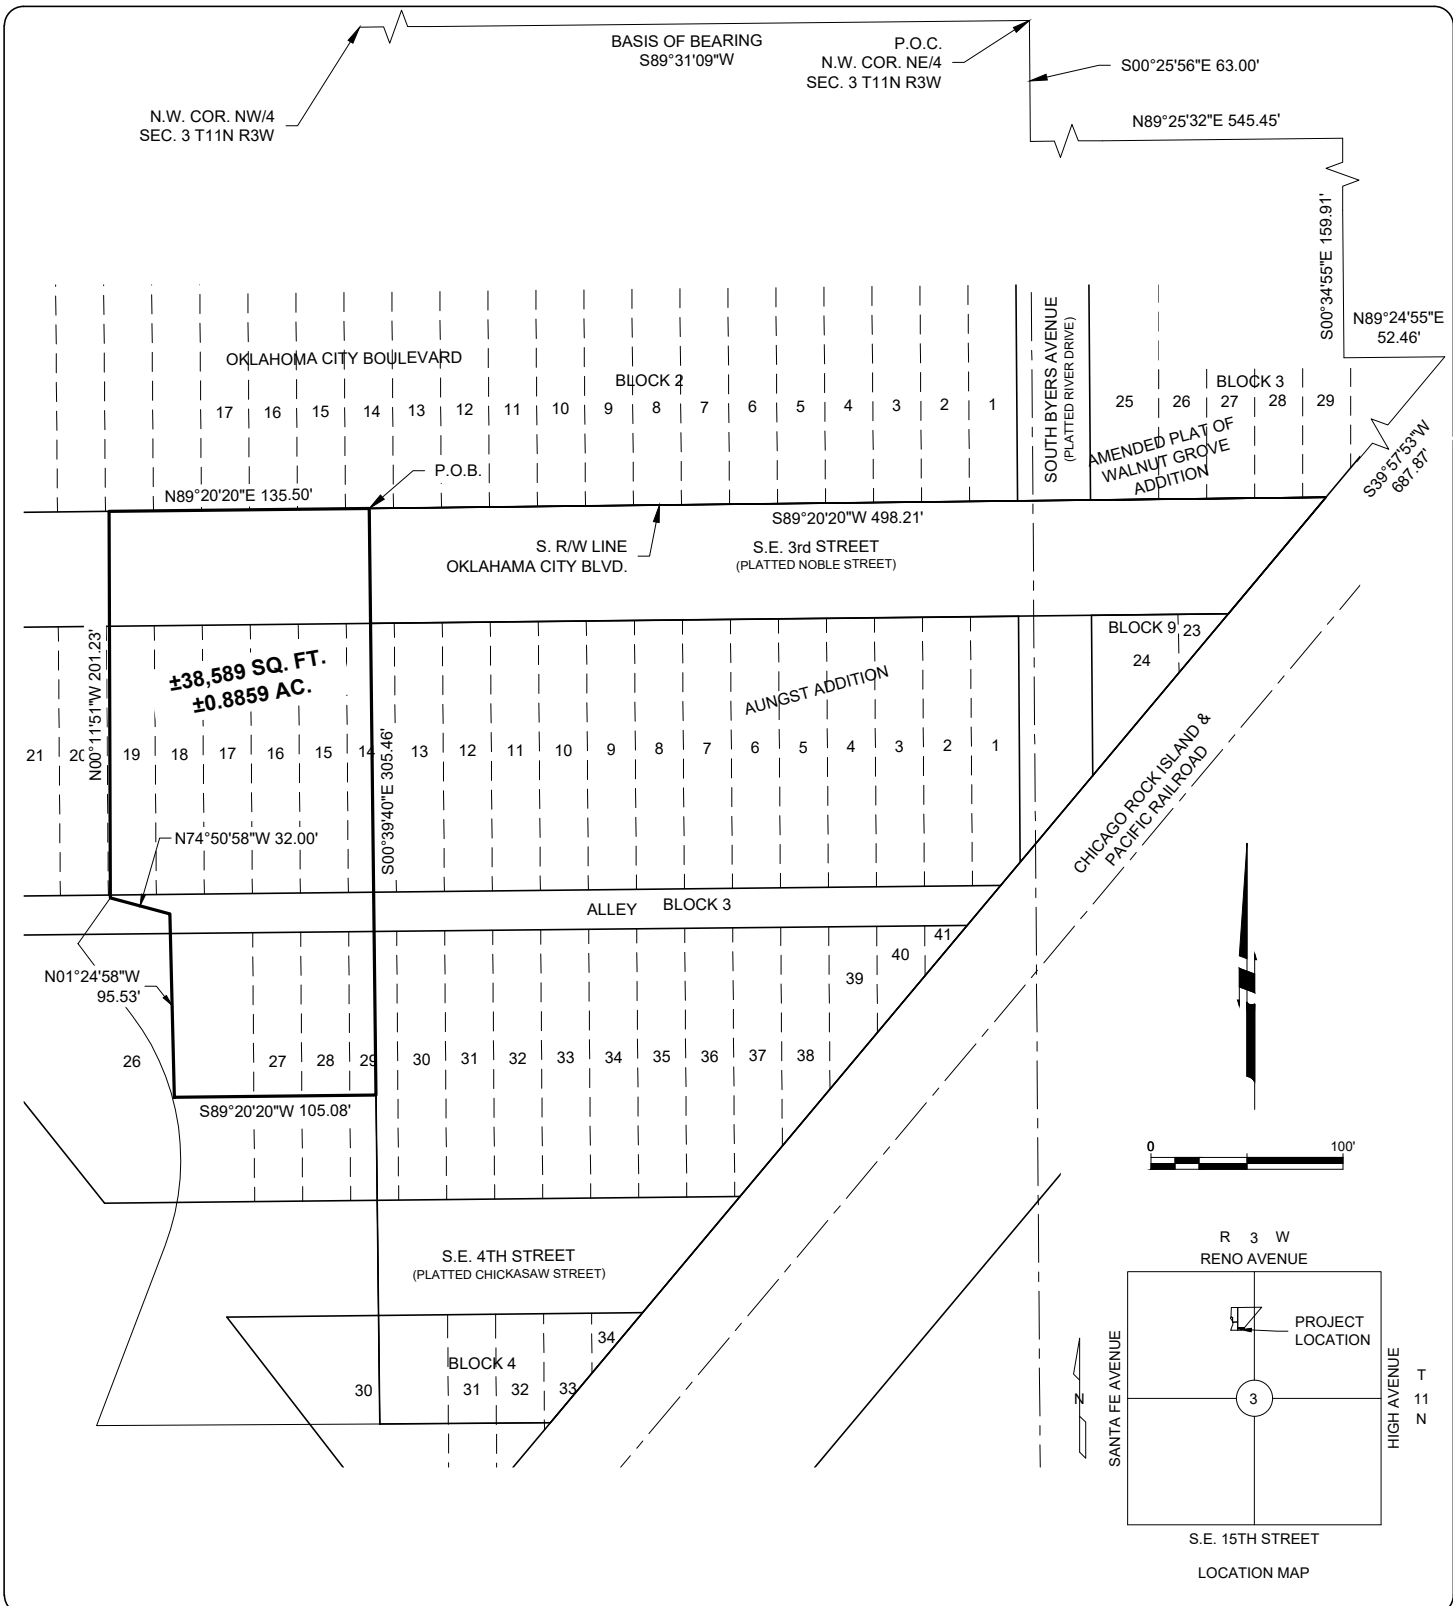 BASIS OF BEARING
S89°31'09"W
P.O.C.
N.W. COR. NE/4
SEC. 3 T11N R3W
S00°25'56"E 63.00'
N.W. COR. NW/4
SEC. 3 T11N R3W
N89°25'32"E 545.45'
S00°34'55"E 159.91'
N89°24'55"E
52.46'
S39°57'53"W
687.87'
OKLAHOMA CITY BOULEVARD
BLOCK 2
17 16 15 14 13 12 11 10 9 8 7 6 5 4 3 2 1
SOUTH BYERS AVENUE
(PLATTED RIVER DRIVE)
BLOCK 3
25 26 27 28 29
AMENDED PLAT OF
WALNUT GROVE
ADDITION
P.O.B.
N89°20'20"E 135.50'
S89°20'20"W 498.21'
S. R/W LINE
OKLAHAMA CITY BLVD.
S.E. 3rd STREET
(PLATTED NOBLE STREET)
N00°11'51"W 201.23'
±38,589 SQ. FT.
±0.8859 AC.
S00°39'40"E 305.46'
AUNGST ADDITION
BLOCK 9 23
24
21 20 19 18 17 16 15 14 13 12 11 10 9 8 7 6 5 4 3 2 1
CHICAGO ROCK ISLAND &
PACIFIC RAILROAD
N74°50'58"W 32.00'
ALLEY BLOCK 3
N01°24'58"W
95.53'
41
40
39
26 27 28 29 30 31 32 33 34 35 36 37 38
S89°20'20"W 105.08'
0 100'
S.E. 4TH STREET
(PLATTED CHICKASAW STREET)
BLOCK 4
34
30 31 32 33
R 3 W
RENO AVENUE
PROJECT
LOCATION
N
SANTA FE AVENUE
3
HIGH AVENUE
T
11
N
S.E. 15TH STREET
LOCATION MAP